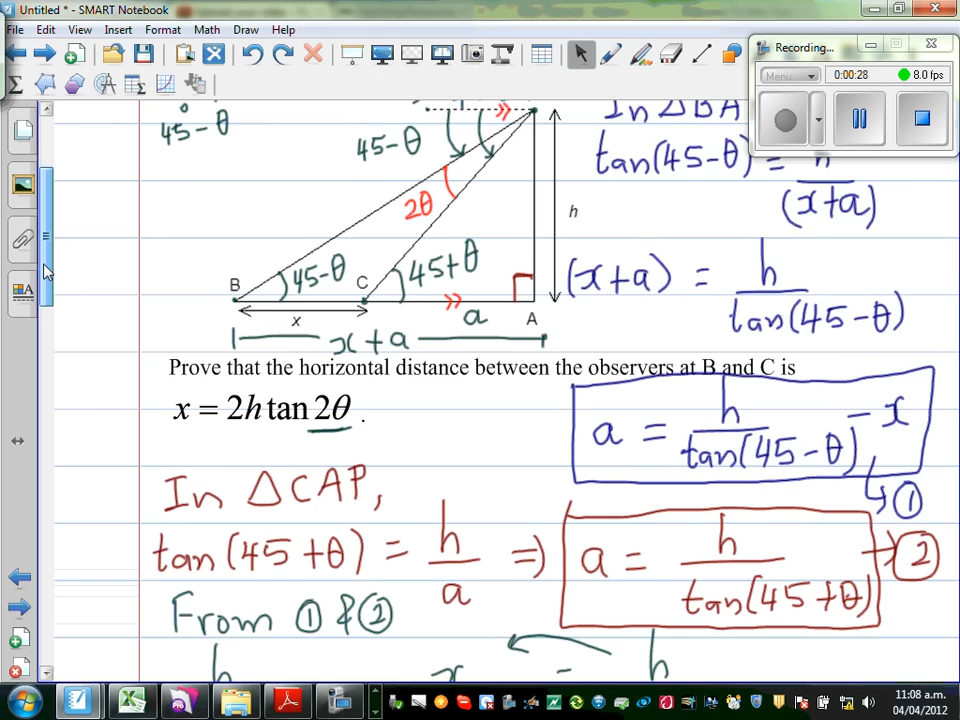 Untitled * - SMART Notebook
File Edit View Insert Format Math Draw Help
Recording...
Menu
0:00:28
8.0 fps
45 - θ
45 - θ
2θ
h
B
45 - θ
C
45 + θ
x
a
A
x + a
In Δ BA
tan(45 - θ) = h
(x + a)
(x + a) = h
tan(45 - θ)
Prove that the horizontal distance between the observers at B and C is
x = 2h tan 2θ .
a = h - x
tan(45 - θ)
①
In Δ CAP,
tan(45 + θ) = h ⇒ a = h → ②
a tan(45 + θ)
From ① & ②
h x = h
11:08 a.m.
04/04/2012